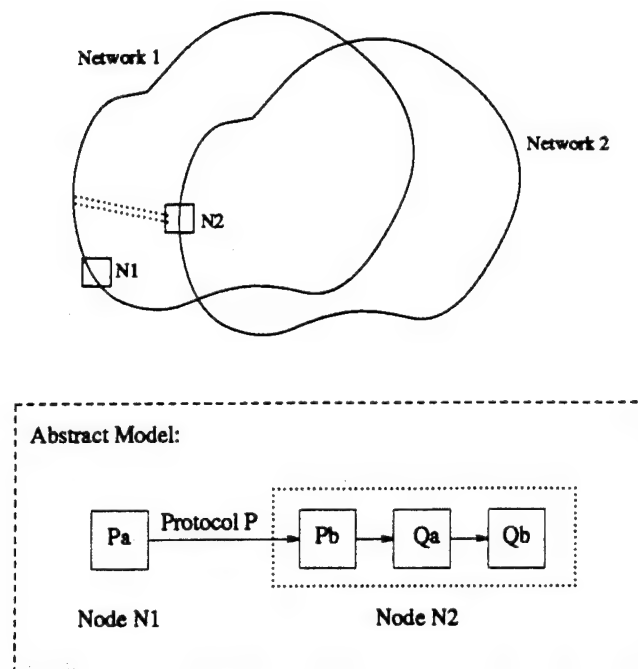 Network 1
Network 2
N2
N1
Abstract Model:
Protocol P
Pa
Pb
Qa
Qb
Node N1
Node N2